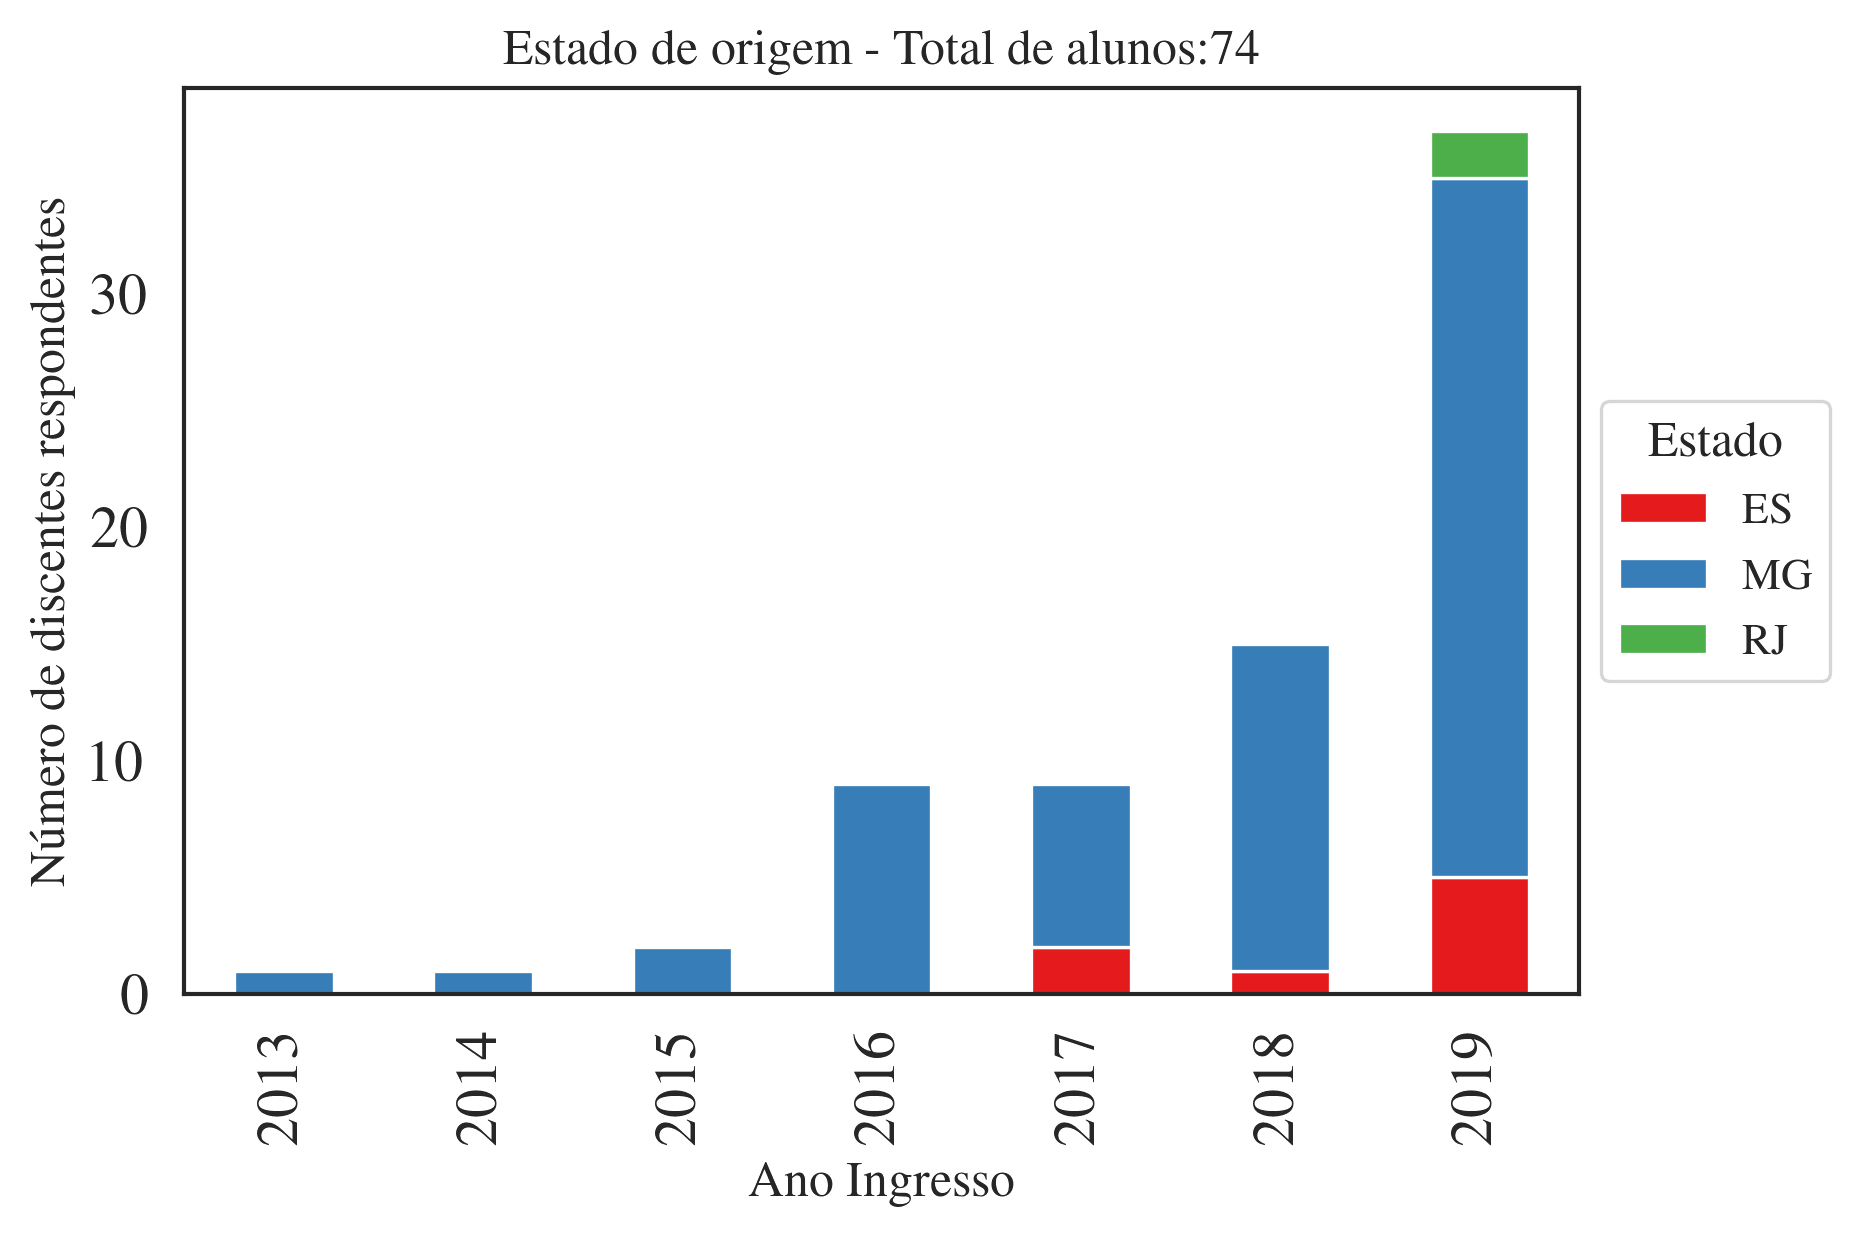 Estado de origem - Total de alunos:74
Número de discentes respondentes
30
20
10
0
2013
2014
2015
2016
2017
2018
2019
Ano Ingresso
Estado
ES
MG
RJ